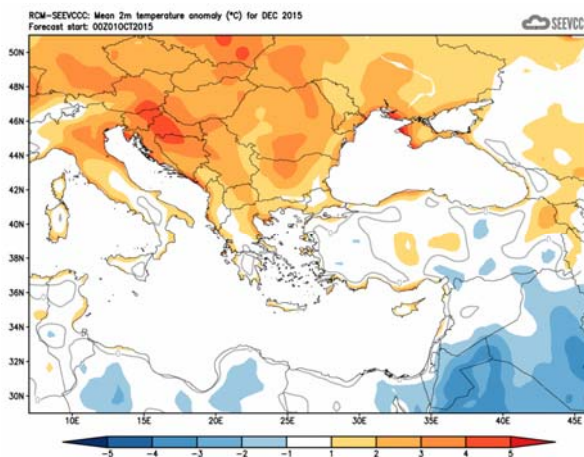 RCM-SEEVCCC: Mean 2m temperature anomaly (°C) for DEC 2015
Forecast start: 00Z01OCT2015
SEEVCC
50N
48N
46N
44N
42N
40N
38N
36N
34N
32N
30N
10E 15E 20E 25E 30E 35E 40E 45E
-5 -4 -3 -2 -1 1 2 3 4 5